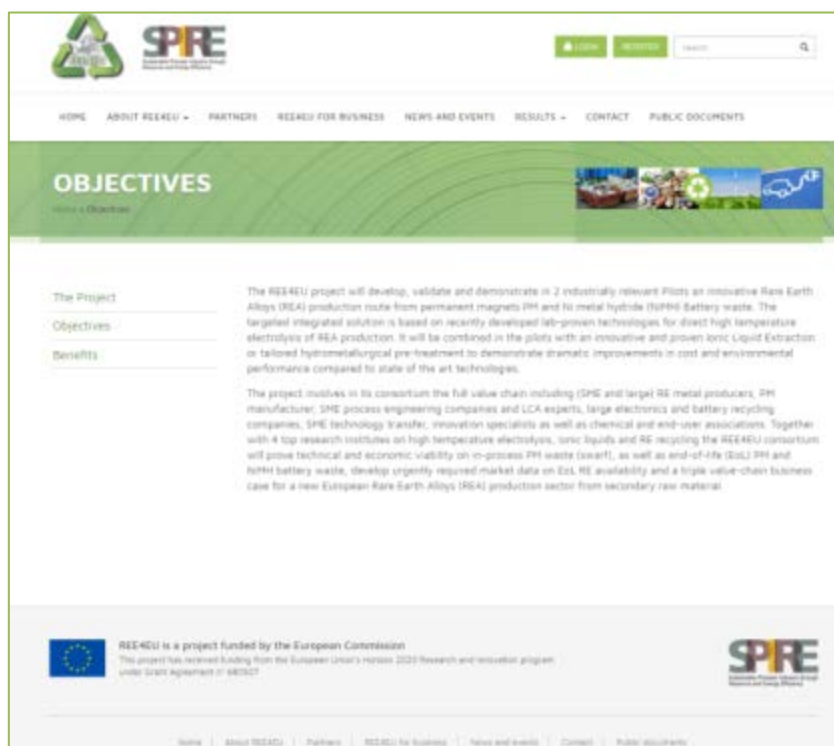 SPIRE
LOGIN
REGISTER
Search
HOME
ABOUT REE4EU
PARTNERS
REE4EU FOR BUSINESS
NEWS AND EVENTS
RESULTS
CONTACT
PUBLIC DOCUMENTS
OBJECTIVES
Home » Objectives
The Project
Objectives
Benefits
The REE4EU project will develop, validate and demonstrate in 2 industrially relevant Pilots an innovative Rare Earth
Alloys (REA) production route from permanent magnets PM and Ni metal hydride (NiMH) Battery waste. The
targeted integrated solution is based on recently developed lab-proven technologies for direct high temperature
electrolysis of REA production. It will be combined in the pilots with an innovative and proven Ionic Liquid Extraction
or tailored hydrometallurgical pre-treatment to demonstrate dramatic improvements in cost and environmental
performance compared to state of the art technologies.
The project involves in its consortium the full value chain including (SME and large) RE metal producers, PM
manufacturer, SME process engineering companies and LCA experts, large electronics and battery recycling
companies, SME technology transfer, innovation specialists as well as chemical and end-user associations. Together
with 4 top research institutes on high temperature electrolysis, ionic liquids and RE recycling the REE4EU consortium
will prove technical and economic viability on in-process PM waste (swarf), as well as end-of-life (EoL) PM and
NiMH battery waste, develop urgently required market data on EoL RE availability and a triple value-chain business
case for a new European Rare Earth Alloys (REA) production sector from secondary raw material.
REE4EU is a project funded by the European Commission
This project has received funding from the European Union's Horizon 2020 Research and Innovation program
under Grant Agreement n° 680507
SPIRE
Home | About REE4EU | Partners | REE4EU for business | News and events | Contact | Public documents